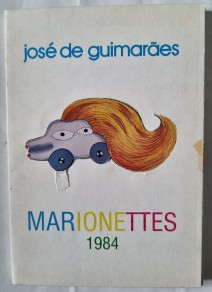 josé de guimarães
MARIONETTES
1984